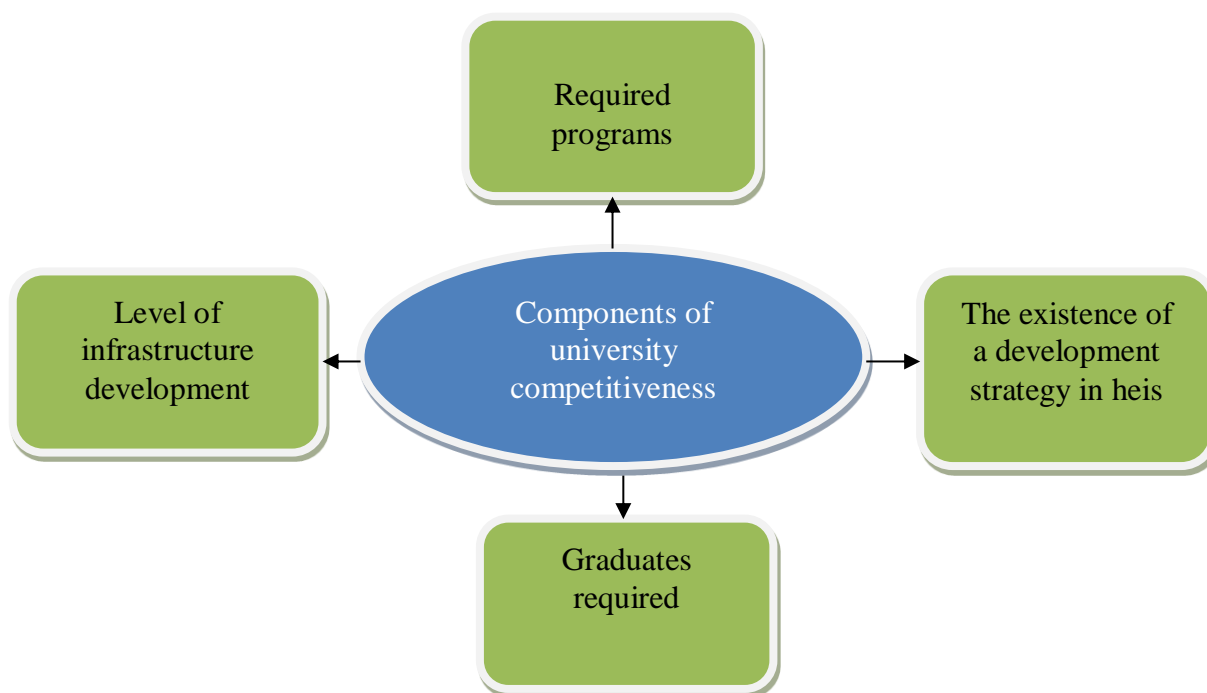 Required
programs
Level of
infrastructure
development
Components of
university
competitiveness
The existence of
a development
strategy in heis
Graduates
required